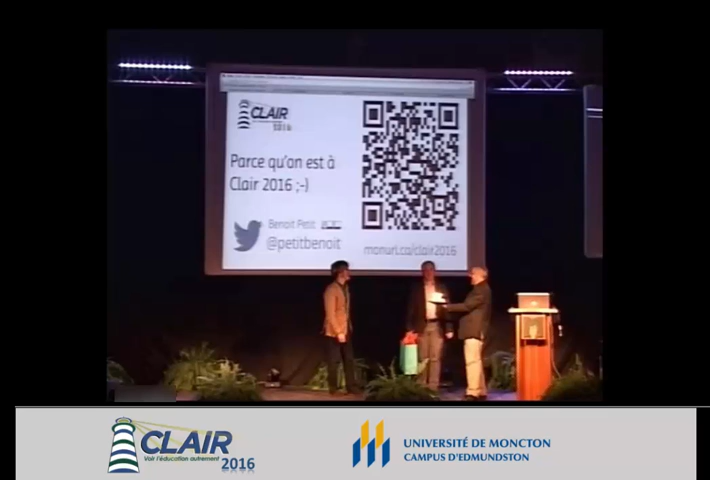 CLAIR
2016
Parce qu'on est à
Clair 2016 ;-)
Benoit Petit
@petitbenoit
monurl.ca/clair2016
CLAIR
Voir l'éducation autrement
2016
UNIVERSITÉ DE MONCTON
CAMPUS D'EDMUNDSTON